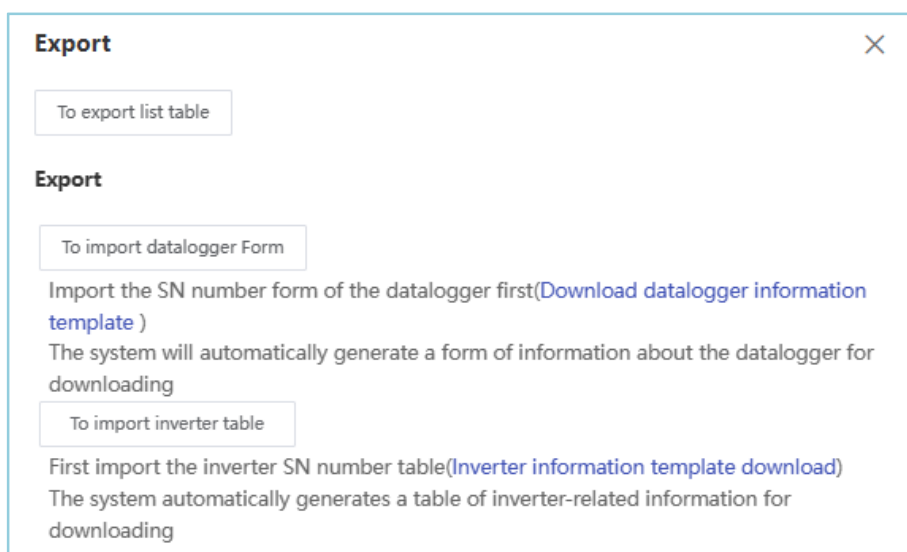 Export
To export list table
Export
To import datalogger Form
Import the SN number form of the datalogger first(Download datalogger information
template )
The system will automatically generate a form of information about the datalogger for
downloading
To import inverter table
First import the inverter SN number table(Inverter information template download)
The system automatically generates a table of inverter-related information for
downloading